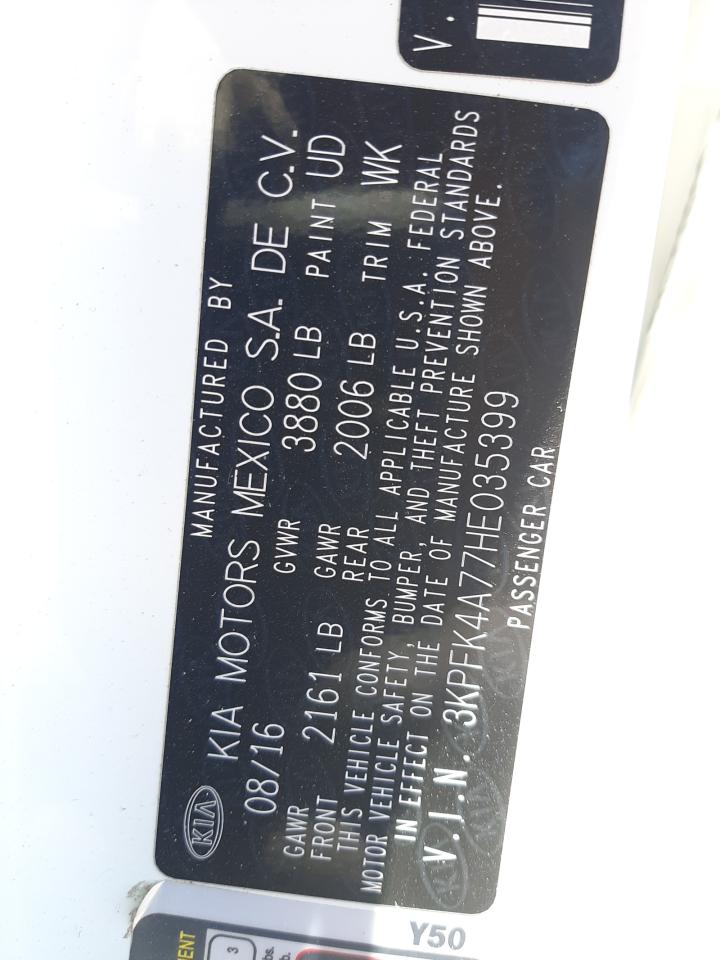 V.
MANUFACTURED BY
KIA KIA MOTORS MEXICO S.A. DE C.V.
08/16 GVWR 3880 LB PAINT UD
GAWR FRONT 2161 LB GAWR REAR 2006 LB TRIM WK
THIS VEHICLE CONFORMS TO ALL APPLICABLE U.S.A. FEDERAL
MOTOR VEHICLE SAFETY, BUMPER, AND THEFT PREVENTION STANDARDS
IN EFFECT ON THE DATE OF MANUFACTURE SHOWN ABOVE.
V.I.N. 3KPFK4A77HE035399
PASSENGER CAR
Y50
3